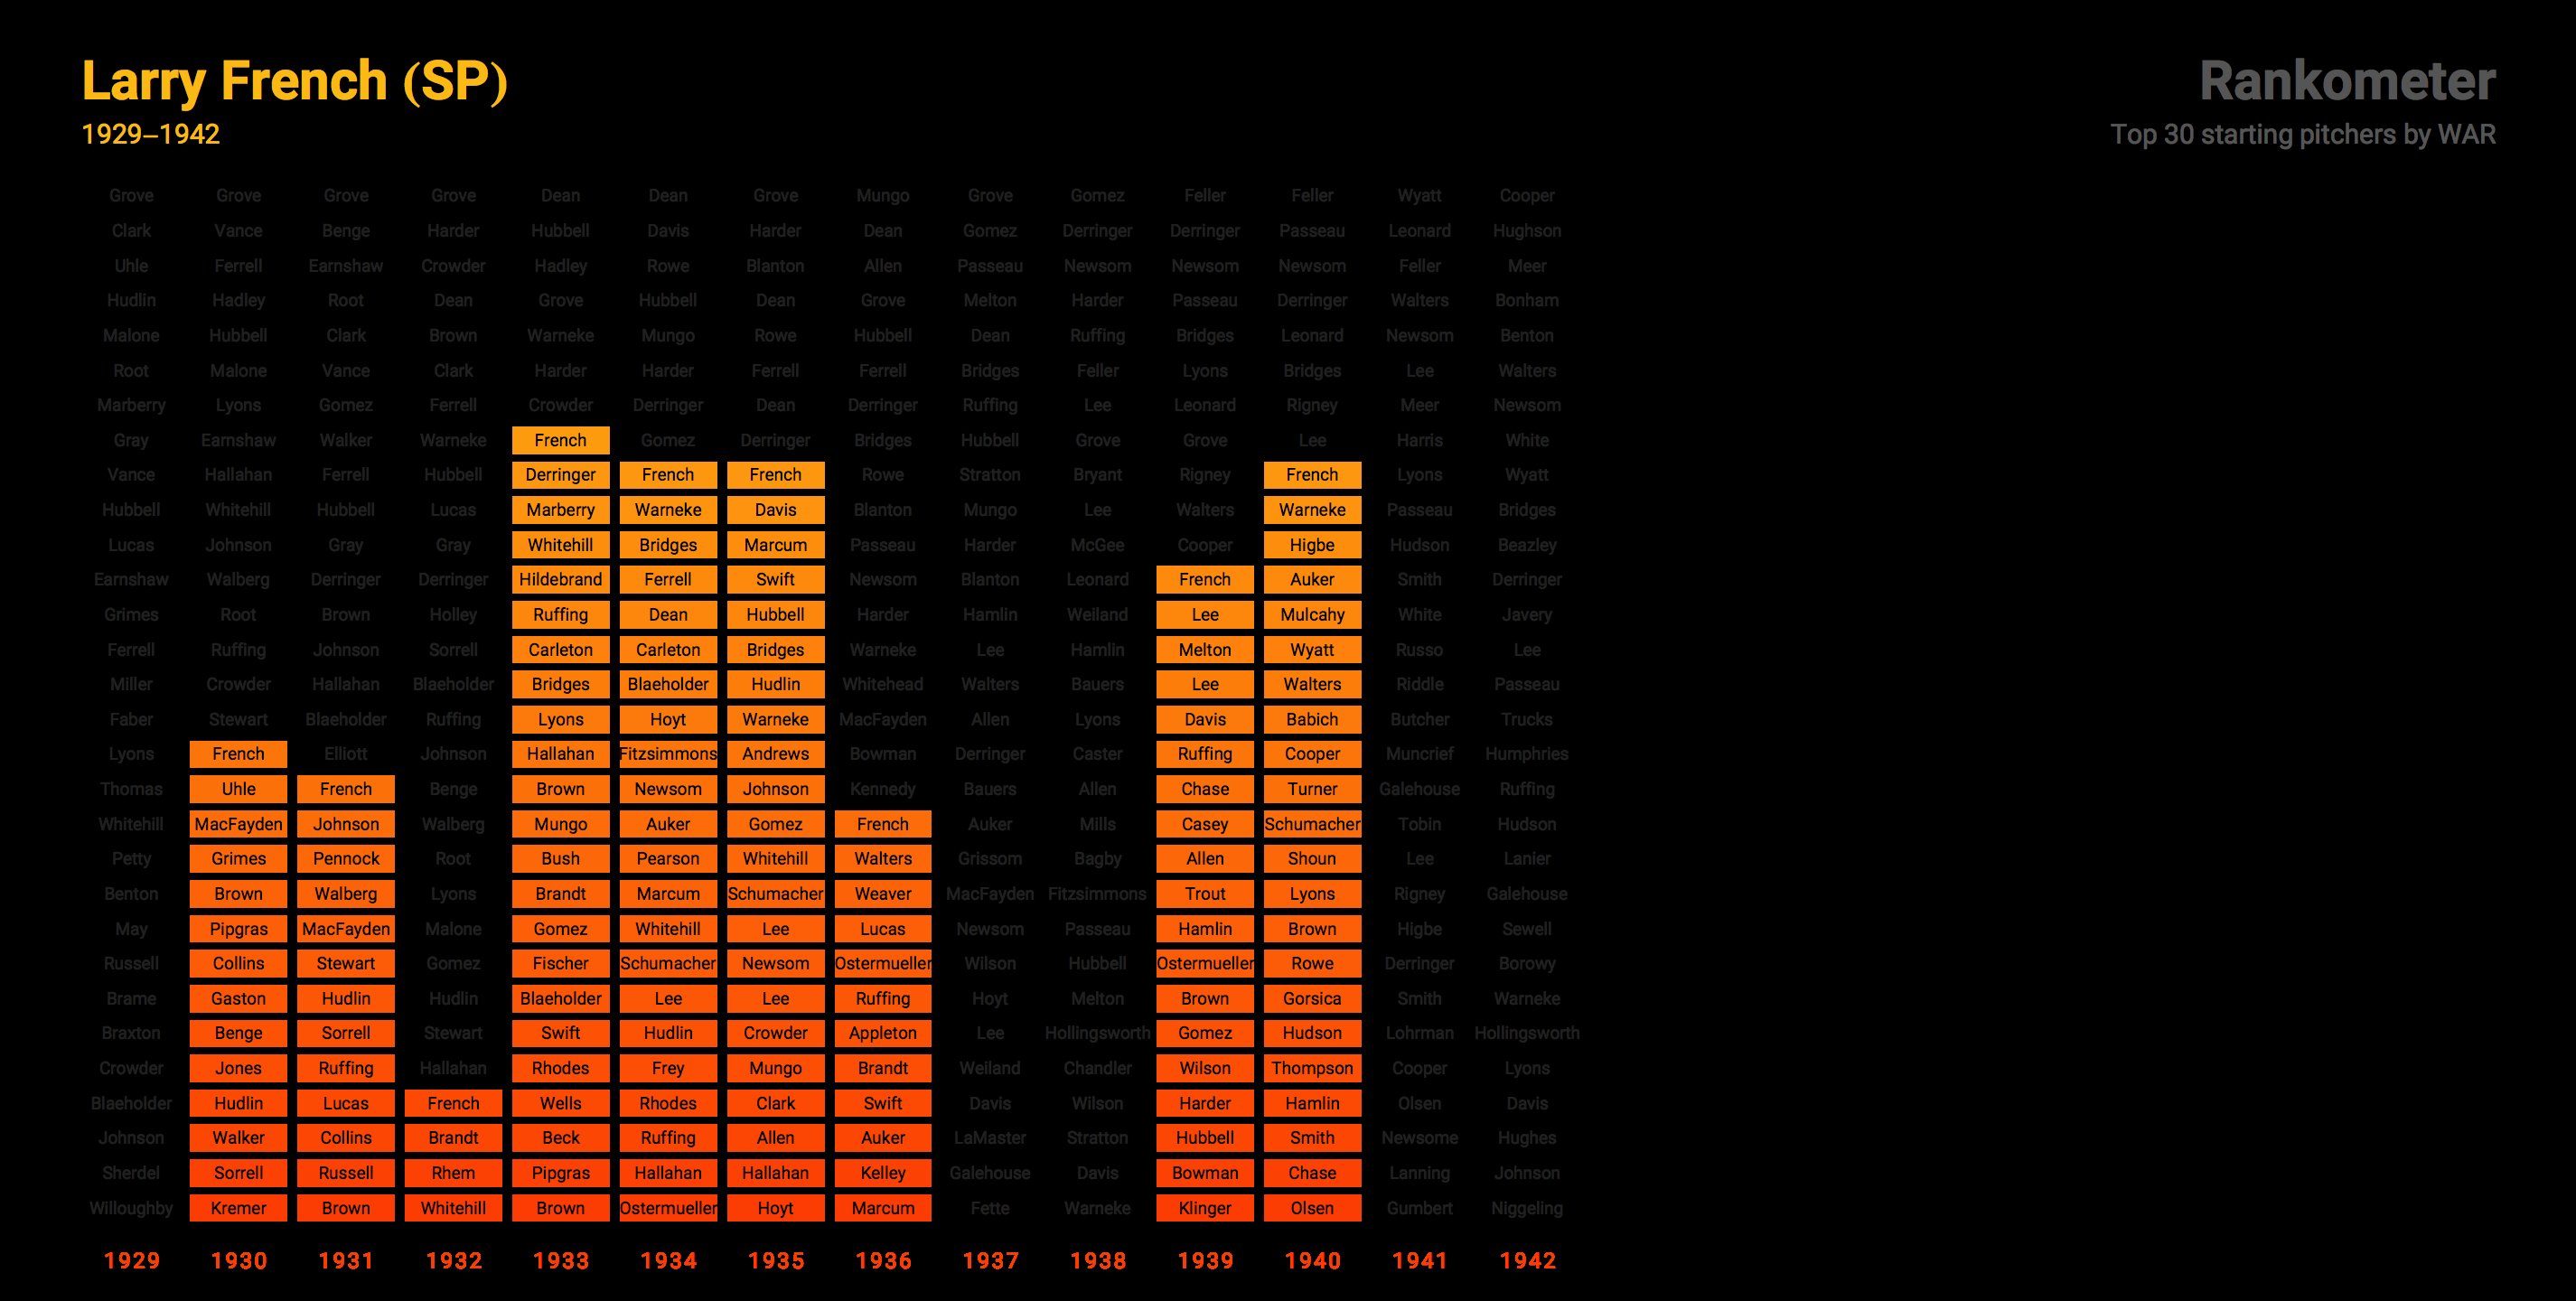 Larry French (SP)
1929–1942
Rankometer
Top 30 starting pitchers by WAR
Grove Grove Grove Grove Dean Dean Grove Mungo Grove Gomez Feller Feller Wyatt Cooper
Clark Vance Benge Harder Hubbell Davis Harder Dean Gomez Derringer Derringer Passeau Leonard Hughson
Uhle Ferrell Earnshaw Crowder Hadley Rowe Blanton Allen Passeau Newsom Newsom Newsom Feller Meer
Hudlin Hadley Root Dean Grove Hubbell Dean Grove Melton Harder Passeau Derringer Walters Bonham
Malone Hubbell Clark Brown Warneke Mungo Rowe Hubbell Dean Ruffing Bridges Leonard Newsom Benton
Root Malone Vance Clark Harder Harder Ferrell Ferrell Bridges Feller Lyons Bridges Lee Walters
Marberry Lyons Gomez Ferrell Crowder Derringer Dean Derringer Ruffing Lee Leonard Rigney Meer Newsom
Gray Earnshaw Walker Warneke French Gomez Derringer Bridges Hubbell Grove Grove Lee Harris White
Vance Hallahan Ferrell Hubbell Derringer French French Rowe Stratton Bryant Rigney French Lyons Wyatt
Hubbell Whitehill Hubbell Lucas Marberry Warneke Davis Blanton Mungo Lee Walters Warneke Passeau Bridges
Lucas Johnson Gray Gray Whitehill Bridges Marcum Passeau Harder McGee Cooper Higbe Hudson Beazley
Earnshaw Walberg Derringer Derringer Hildebrand Ferrell Swift Newsom Blanton Leonard French Auker Smith Derringer
Grimes Root Brown Holley Ruffing Dean Hubbell Harder Hamlin Weiland Lee Mulcahy White Javery
Ferrell Ruffing Johnson Sorrell Carleton Carleton Bridges Warneke Lee Hamlin Melton Wyatt Russo Lee
Miller Crowder Hallahan Blaeholder Bridges Blaeholder Hudlin Whitehead Walters Bauers Lee Walters Riddle Passeau
Faber Stewart Blaeholder Ruffing Lyons Hoyt Warneke MacFayden Allen Lyons Davis Babich Butcher Trucks
Lyons French Elliott Johnson Hallahan Fitzsimmons Andrews Bowman Derringer Caster Ruffing Cooper Muncrief Humphries
Thomas Uhle French Benge Brown Newsom Johnson Kennedy Bauers Allen Chase Turner Galehouse Ruffing
Whitehill MacFayden Johnson Walberg Mungo Auker Gomez French Auker Mills Casey Schumacher Tobin Hudson
Petty Grimes Pennock Root Bush Pearson Whitehill Walters Grissom Bagby Allen Shoun Lee Lanier
Benton Brown Walberg Lyons Brandt Marcum Schumacher Weaver MacFayden Fitzsimmons Trout Lyons Rigney Galehouse
May Pipgras MacFayden Malone Gomez Whitehill Lee Lucas Newsom Passeau Hamlin Brown Higbe Sewell
Russell Collins Stewart Gomez Fischer Schumacher Newsom Ostermueller Wilson Hubbell Ostermueller Rowe Derringer Borowy
Brame Gaston Hudlin Hudlin Blaeholder Lee Lee Ruffing Hoyt Melton Brown Gorsica Smith Warneke
Braxton Benge Sorrell Stewart Swift Hudlin Crowder Appleton Lee Hollingsworth Gomez Hudson Lohrman Hollingsworth
Crowder Jones Ruffing Hallahan Rhodes Frey Mungo Brandt Weiland Chandler Wilson Thompson Cooper Lyons
Blaeholder Hudlin Lucas French Wells Rhodes Clark Swift Davis Wilson Harder Hamlin Olsen Davis
Johnson Walker Collins Brandt Beck Ruffing Allen Auker LaMaster Stratton Hubbell Smith Newsome Hughes
Sherdel Sorrell Russell Rhem Pipgras Hallahan Hallahan Kelley Galehouse Davis Bowman Chase Lanning Johnson
Willoughby Kremer Brown Whitehill Brown Ostermueller Hoyt Marcum Fette Warneke Klinger Olsen Gumbert Niggeling
1929 1930 1931 1932 1933 1934 1935 1936 1937 1938 1939 1940 1941 1942